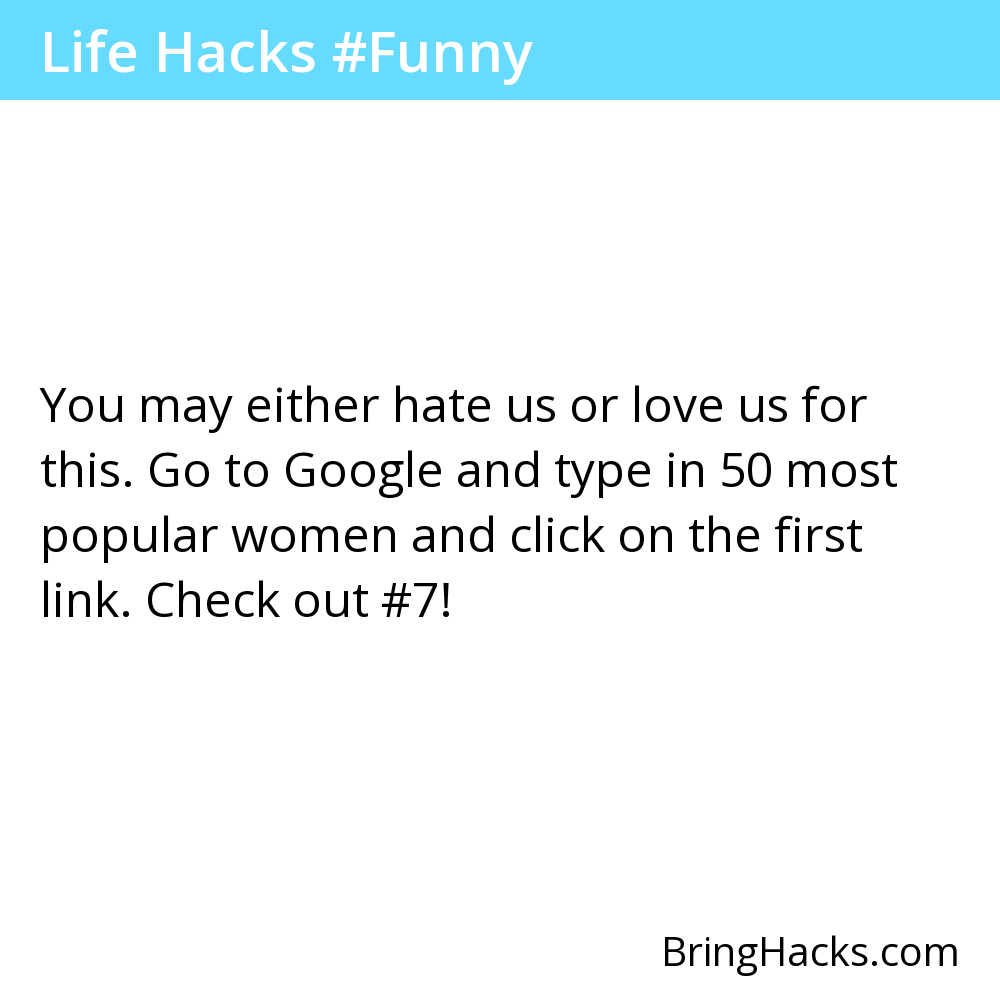 Life Hacks #Funny
You may either hate us or love us for
this. Go to Google and type in 50 most
popular women and click on the first
link. Check out #7!
BringHacks.com